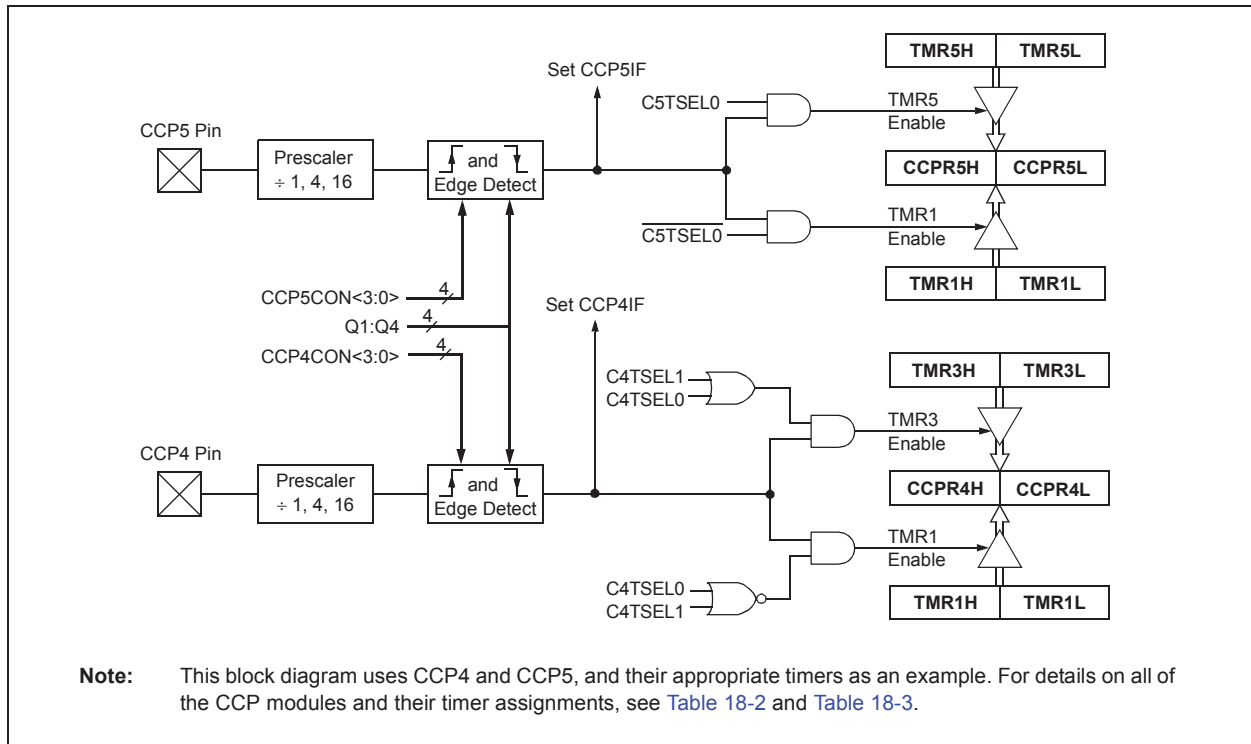 TMR5H TMR5L
Set CCP5IF
C5TSEL0
TMR5
Enable
CCP5 Pin
Prescaler
÷ 1, 4, 16
and
Edge Detect
CCPR5H CCPR5L
C5TSEL0
TMR1
Enable
TMR1H TMR1L
CCP5CON<3:0>
4
Q1:Q4
4
CCP4CON<3:0>
4
Set CCP4IF
TMR3H TMR3L
C4TSEL1
C4TSEL0
TMR3
Enable
CCP4 Pin
Prescaler
÷ 1, 4, 16
and
Edge Detect
CCPR4H CCPR4L
TMR1
Enable
C4TSEL0
C4TSEL1
TMR1H TMR1L
Note: This block diagram uses CCP4 and CCP5, and their appropriate timers as an example. For details on all of
the CCP modules and their timer assignments, see Table 18-2 and Table 18-3.